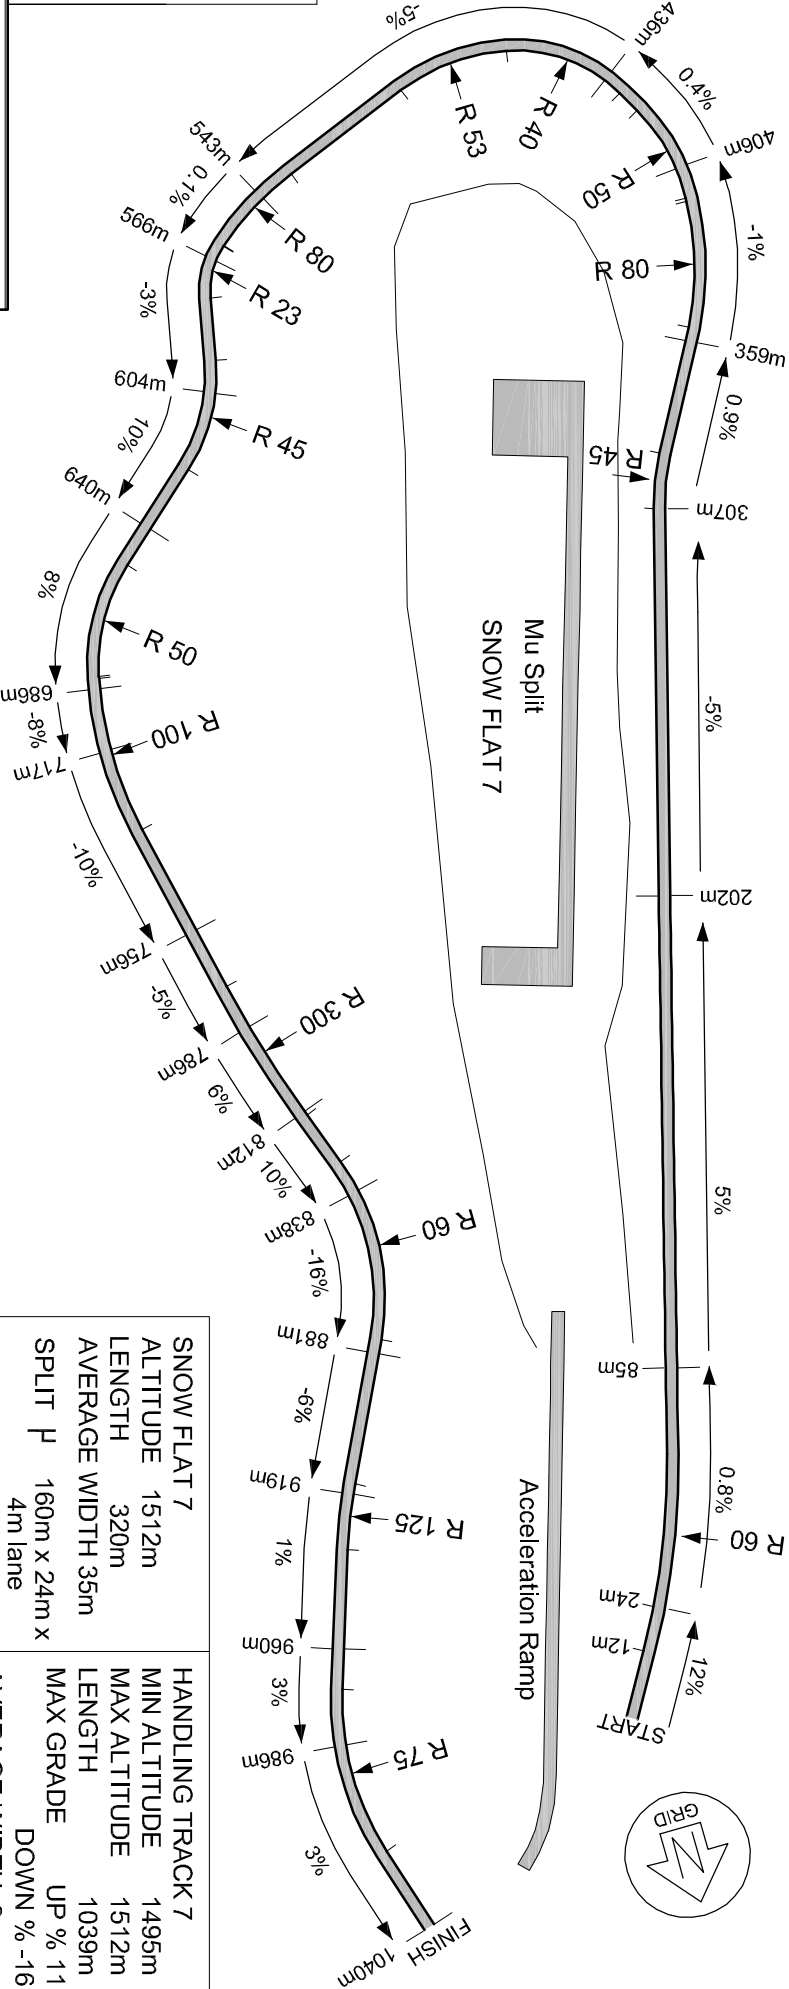 START
12m
12%
24m
R 60
0.8%
85m
5%
202m
-5%
307m
R 45
0.9%
359m
R 80
-1%
406m
R 50
0.4%
436m
R 40
R 53
-5%
543m
R 80
0.1%
566m
R 23
-3%
604m
R 45
10%
640m
8%
R 50
686m
-8%
R 100
717m
-10%
756m
-5%
786m
R 300
812m
10%
838m
R 60
-16%
881m
919m
R 125
1%
960m
3%
986m
R 75
3%
1040m
FINISH
Mu Split
SNOW FLAT 7
Acceleration Ramp
GRID
N
SNOW FLAT 7
ALTITUDE 1512m
LENGTH 320m
AVERAGE WIDTH 35m
SPLIT µ 160m x 24m x
4m lane
HANDLING TRACK 7
MIN ALTITUDE 1495m
MAX ALTITUDE 1512m
LENGTH 1039m
MAX GRADE UP % 11
DOWN % -16